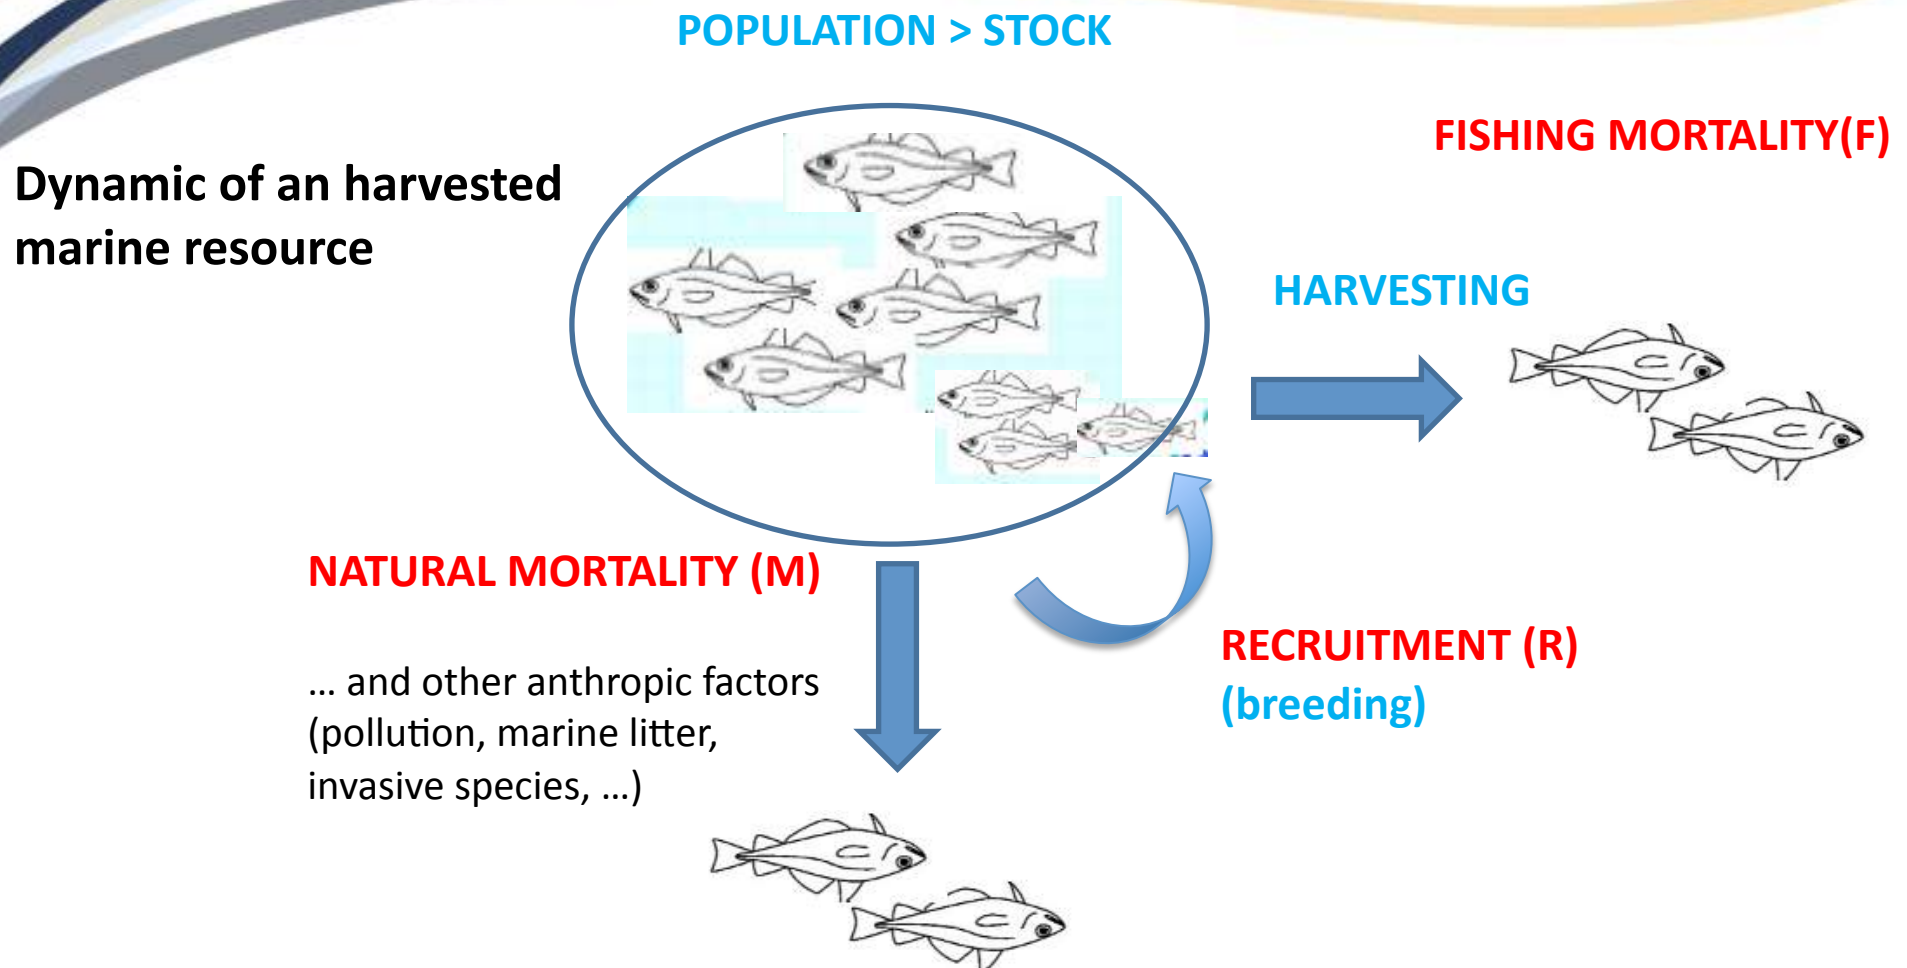 POPULATION > STOCK
FISHING MORTALITY(F)
Dynamic of an harvested
marine resource
HARVESTING
NATURAL MORTALITY (M)
... and other anthropic factors
(pollution, marine litter,
invasive species, ...)
RECRUITMENT (R)
(breeding)